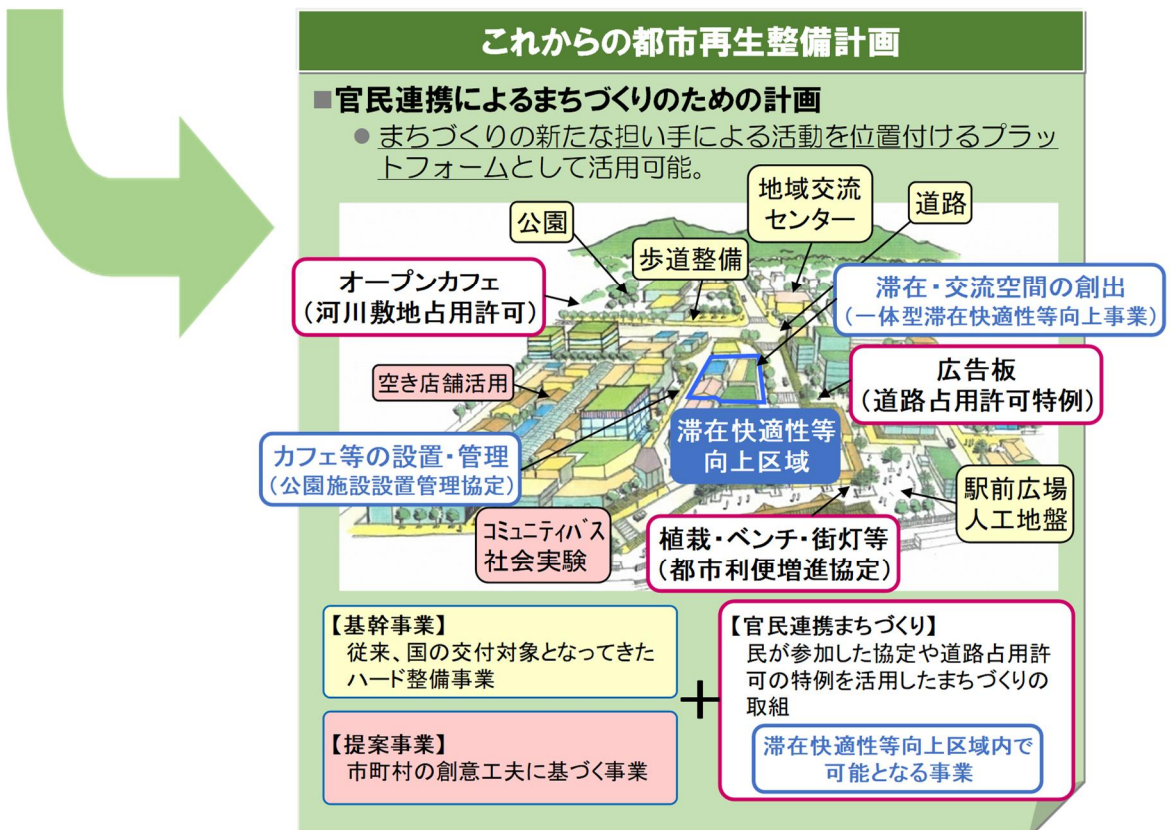 これからの都市再生整備計画
■官民連携によるまちづくりのための計画
● まちづくりの新たな担い手による活動を位置付けるプラッ
トフォームとして活用可能。
公園
地域交流
センター
道路
歩道整備
オープンカフェ
(河川敷地占用許可)
滞在・交流空間の創出
(一体型滞在快適性等向上事業)
空き店舗活用
広告板
(道路占用許可特例)
滞在快適性等
向上区域
カフェ等の設置・管理
(公園施設設置管理協定)
駅前広場
人工地盤
コミュニティバス
社会実験
植栽・ベンチ・街灯等
(都市利便増進協定)
【基幹事業】
従来、国の交付対象となってきた
ハード整備事業
【提案事業】
市町村の創意工夫に基づく事業
+
【官民連携まちづくり】
民が参加した協定や道路占用許
可の特例を活用したまちづくりの
取組
滞在快適性等向上区域内で
可能となる事業